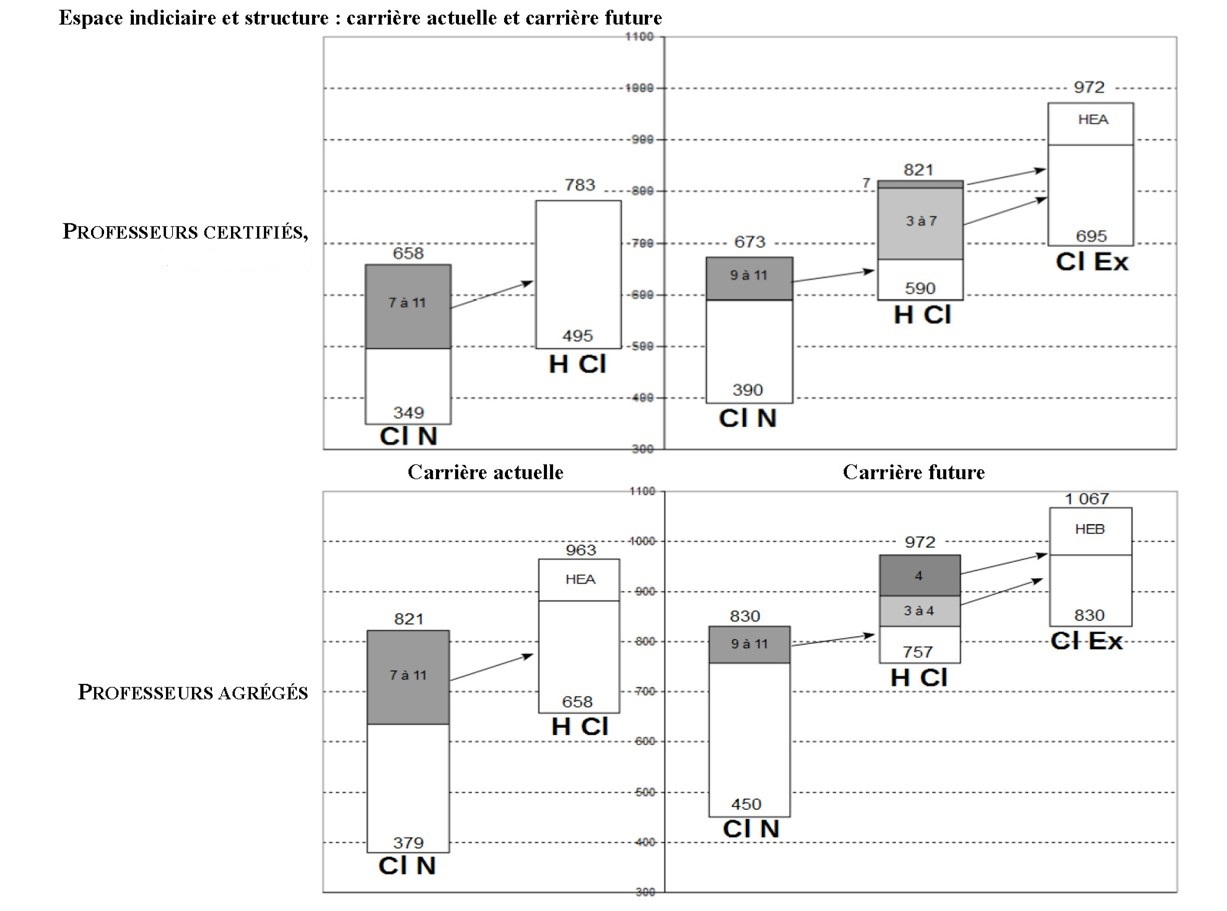 Espace indiciaire et structure : carrière actuelle et carrière future
1100
1000
900
800
700
600
500
400
300
PROFESSEURS CERTIFIÉS,
658
7 à 11
349
Cl N
783
495
H Cl
673
9 à 11
390
Cl N
821
7
3 à 7
590
H Cl
972
HEA
695
Cl Ex
Carrière actuelle
Carrière future
1100
1000
900
800
700
600
500
400
300
PROFESSEURS AGRÉGÉS
821
7 à 11
379
Cl N
963
HEA
658
H Cl
830
9 à 11
450
Cl N
972
4
3 à 4
757
H Cl
1 067
HEB
830
Cl Ex